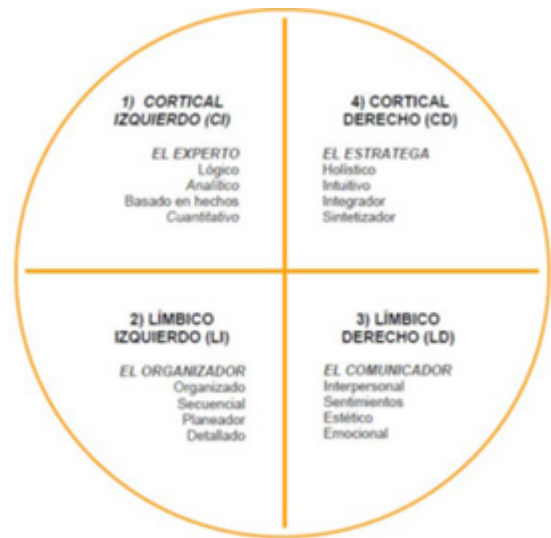 1) CORTICAL
IZQUIERDO (CI)
EL EXPERTO
Lógico
Analítico
Basado en hechos
Cuantitativo
4) CORTICAL
DERECHO (CD)
EL ESTRATEGA
Holístico
Intuitivo
Integrador
Sintetizador
2) LÍMBICO
IZQUIERDO (LI)
EL ORGANIZADOR
Organizado
Secuencial
Planeador
Detallado
3) LÍMBICO
DERECHO (LD)
EL COMUNICADOR
Interpersonal
Sentimientos
Estético
Emocional